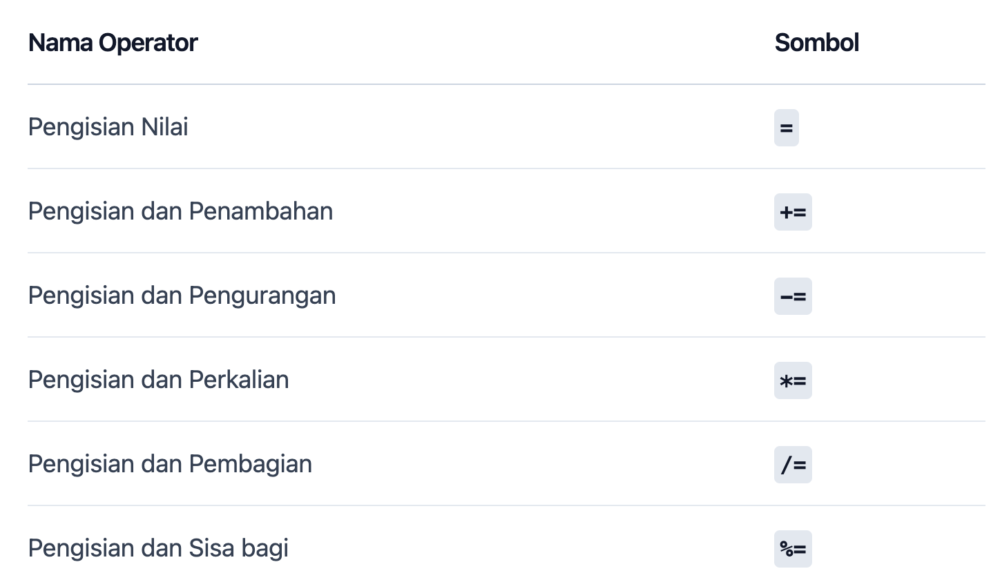 Nama Operator Sombol
Pengisian Nilai =
Pengisian dan Penambahan +=
Pengisian dan Pengurangan -=
Pengisian dan Perkalian *=
Pengisian dan Pembagian /=
Pengisian dan Sisa bagi %=